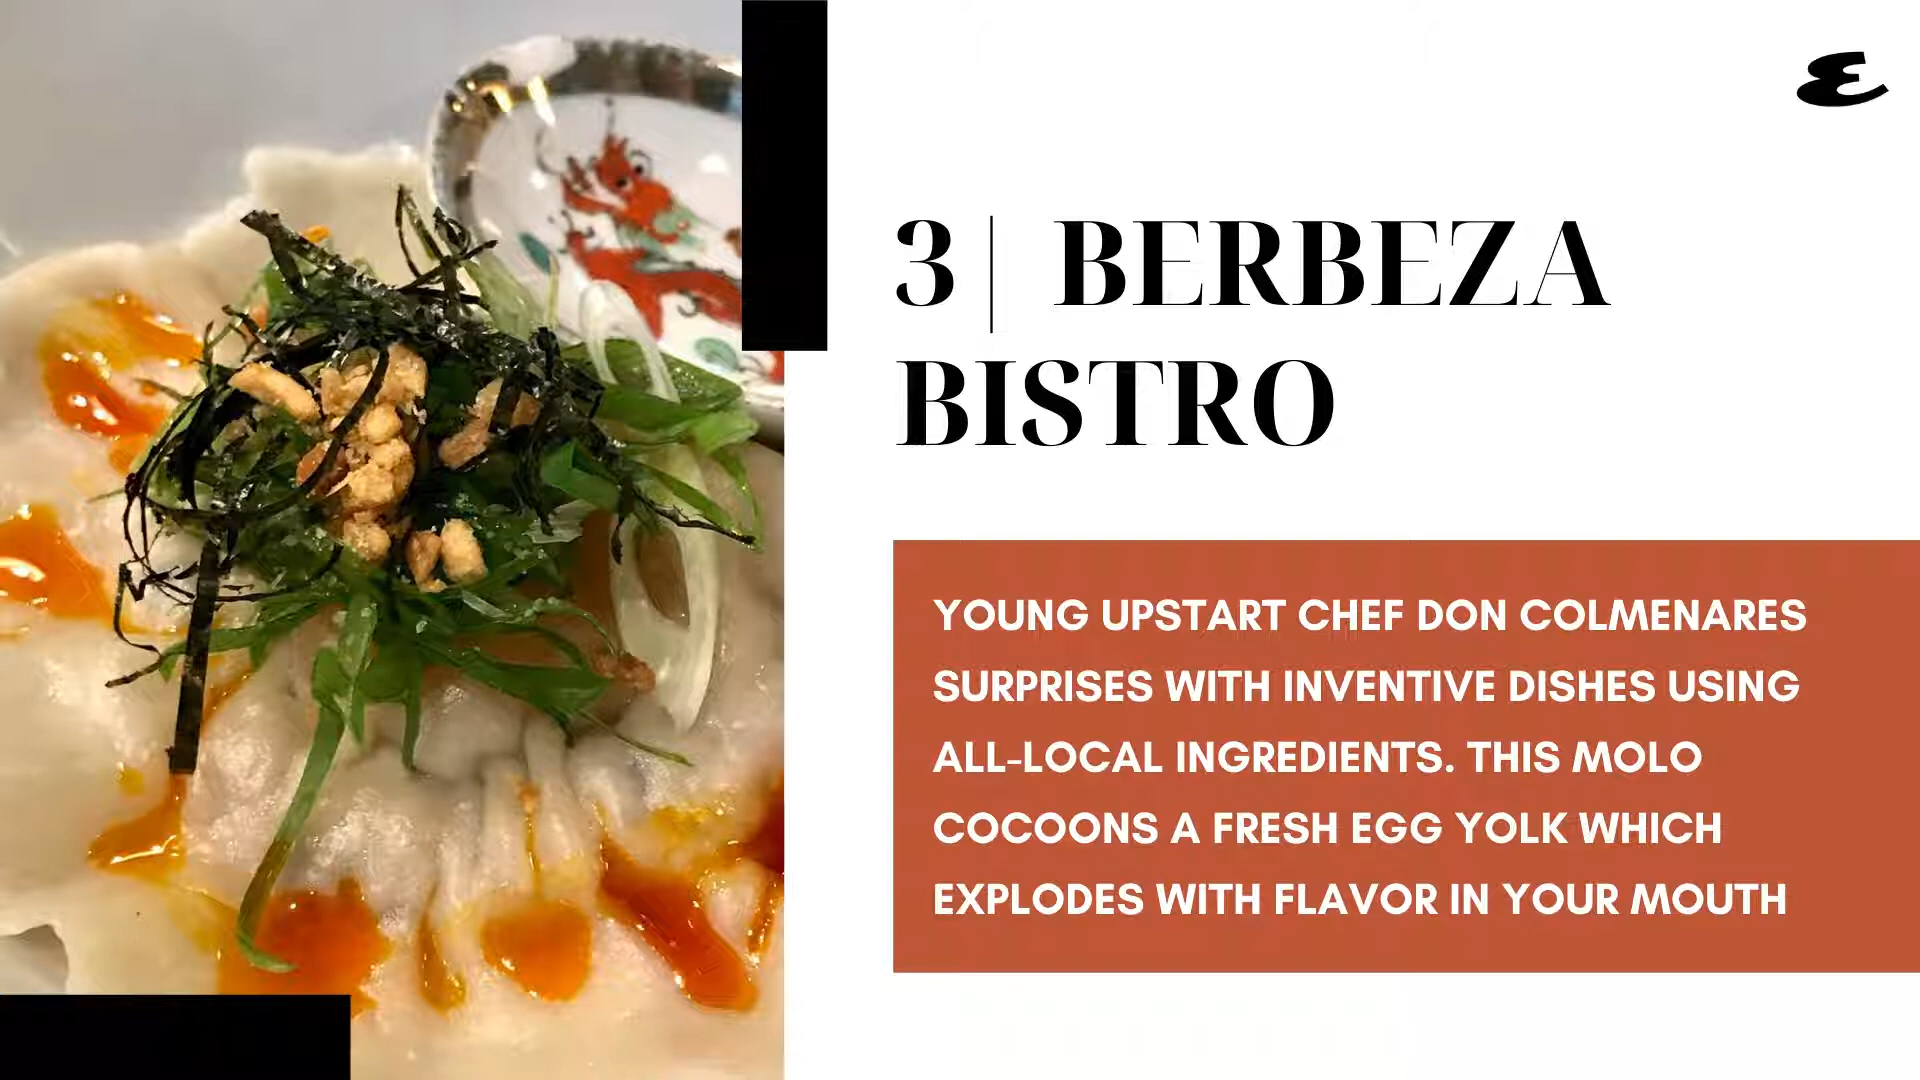 3| BERBEZA
BISTRO
YOUNG UPSTART CHEF DON COLMENARES
SURPRISES WITH INVENTIVE DISHES USING
ALL-LOCAL INGREDIENTS. THIS MOLO
COCOONS A FRESH EGG YOLK WHICH
EXPLODES WITH FLAVOR IN YOUR MOUTH